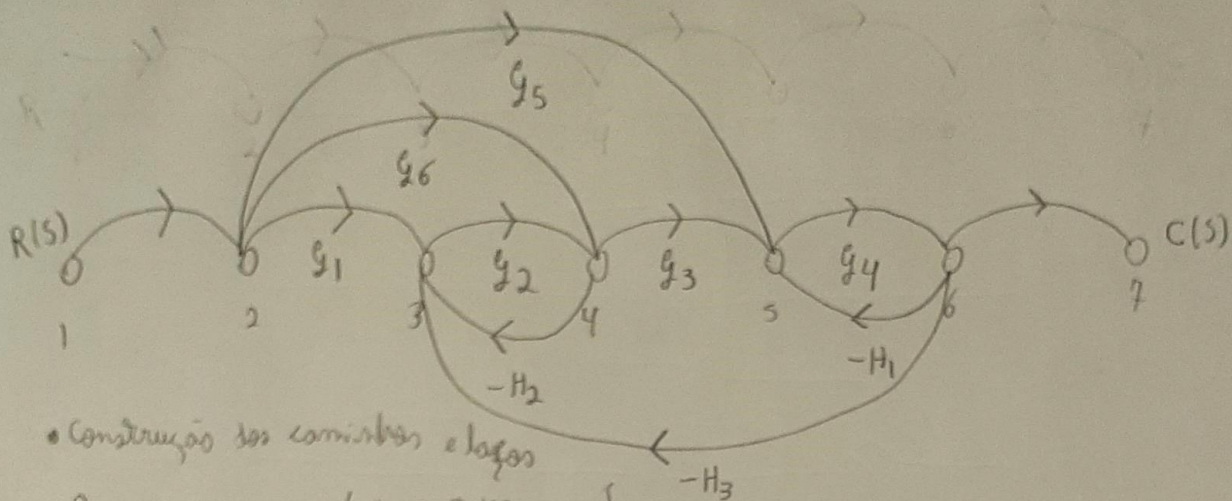 G5
G6
R(S)
G1
G2
G3
G4
C(S)
1
2
3
4
5
6
7
-H2
-H1
• Construção dos caminhos e laços
-H3